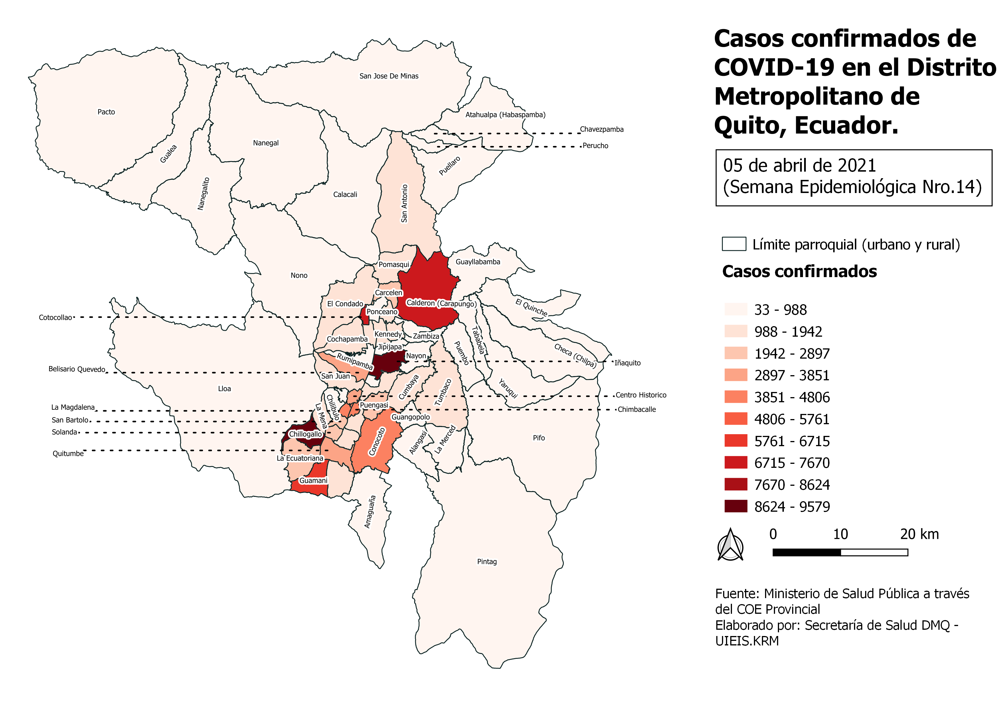 Casos confirmados de
COVID-19 en el Distrito
Metropolitano de
Quito, Ecuador.
05 de abril de 2021
(Semana Epidemiológica Nro.14)
Límite parroquial (urbano y rural)
Casos confirmados
33 - 988
988 - 1942
1942 - 2897
2897 - 3851
3851 - 4806
4806 - 5761
5761 - 6715
6715 - 7670
7670 - 8624
8624 - 9579
0 10 20 km
Fuente: Ministerio de Salud Pública a través
del COE Provincial
Elaborado por: Secretaría de Salud DMQ -
UIEIS.KRM
San Jose De Minas
Pacto
Atahualpa (Habaspamba)
Chavezpamba
Nanegal
Perucho
Gualea
Puellaro
Nanegalito
Calacali
San Antonio
Guayllabamba
Pomasqui
Nono
Carcelen
El Condado
Calderon (Carapungo)
El Quinche
Ponceano
Cotocollao
Kennedy
Zambiza
Cochapamba
Tababela
Jipijapa
Puembo
Nayon
Checa (Chilpa)
Rumipamba
Iñaquito
Belisario Quevedo
San Juan
Lloa
Cumbaya
Tumbaco
Yaruqui
Centro Historico
Chilibulo
Puengasi
La Magdalena
Chimbacalle
La Mena
Guangopolo
San Bartolo
Solanda
Chillogallo
Pifo
Conocoto
Alangasi
La Merced
Quitumbe
La Ecuatoriana
Guamani
Amaguaña
Pintag